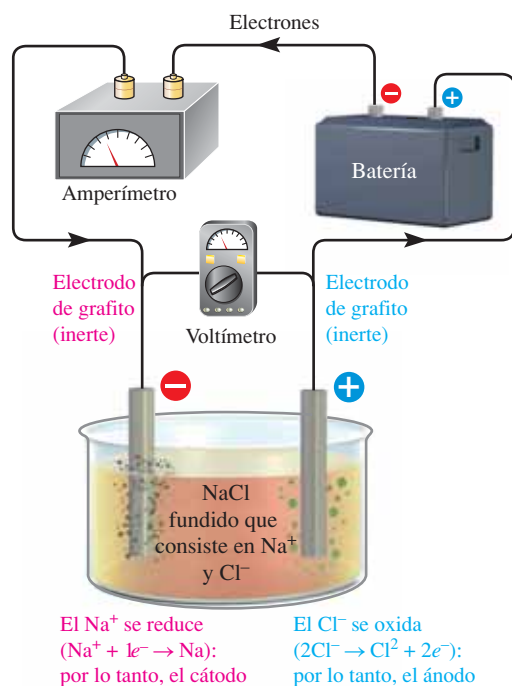 Electrones
Batería
Amperímetro
Electrodo
de grafito
(inerte)
Voltímetro
Electrodo
de grafito
(inerte)
NaCl
fundido que
consiste en Na⁺
y Cl⁻
El Na⁺ se reduce
(Na⁺ + 1e⁻ → Na):
por lo tanto, el cátodo
El Cl⁻ se oxida
(2Cl⁻ → Cl² + 2e⁻):
por lo tanto, el ánodo